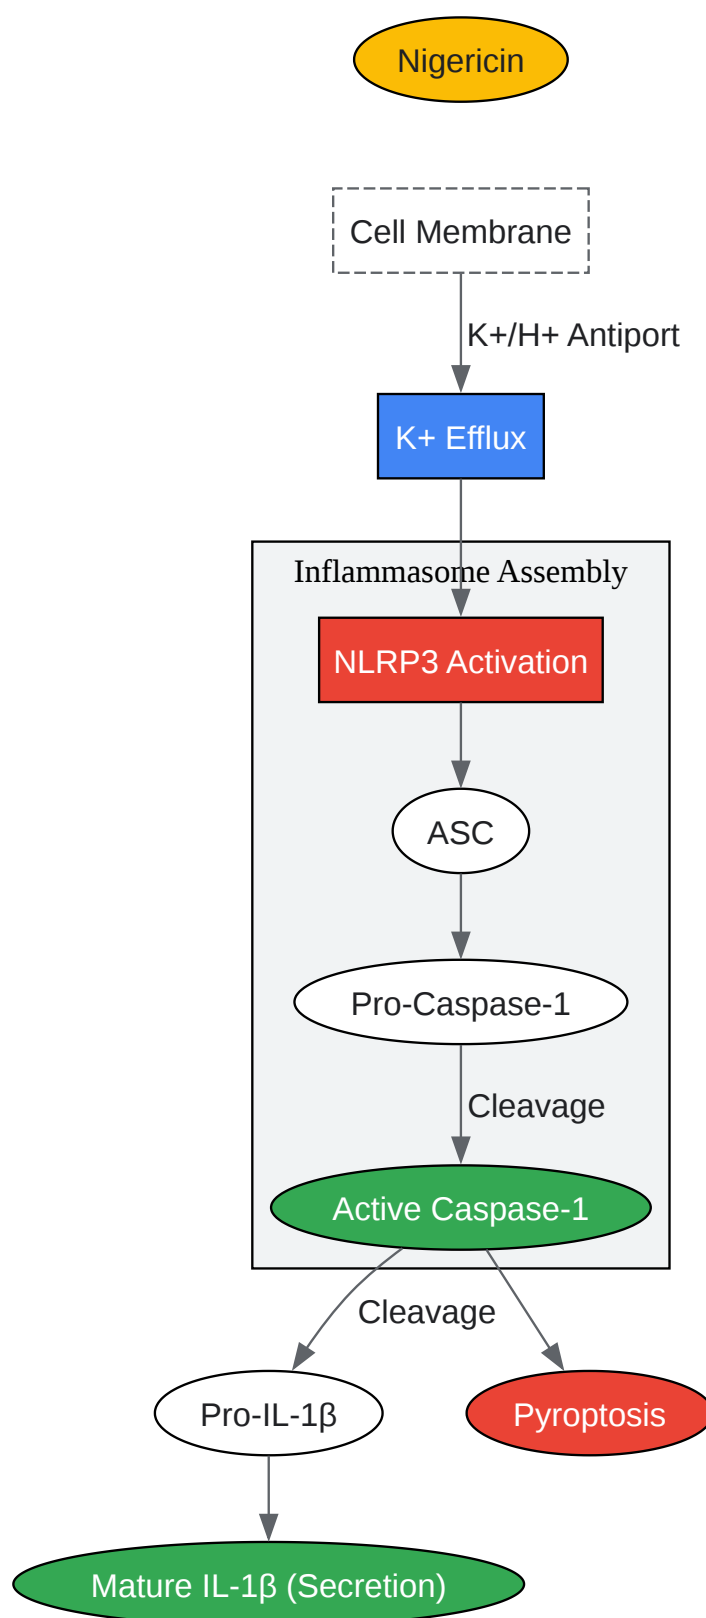 Nigericin
Cell Membrane
K+/H+ Antiport
K+ Efflux
Inflammasome Assembly
NLRP3 Activation
ASC
Pro-Caspase-1
Cleavage
Active Caspase-1
Cleavage
Pro-IL-1β
Pyroptosis
Mature IL-1β (Secretion)